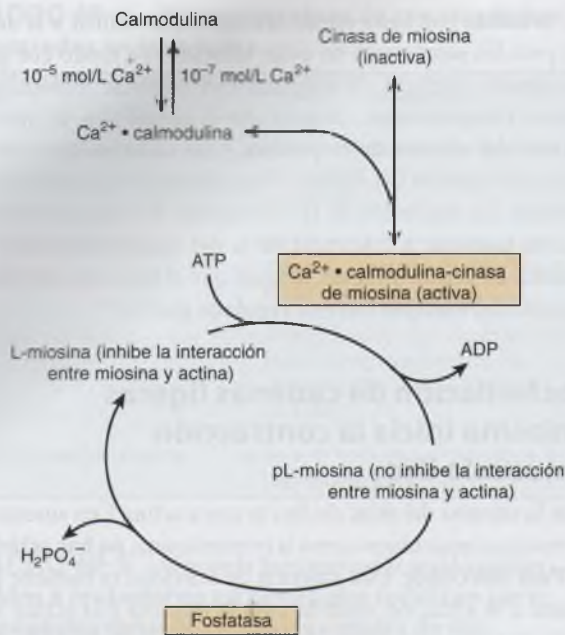 Calmodulina
10⁻⁵ mol/L Ca²⁺
10⁻⁷ mol/L Ca²⁺
Ca²⁺ • calmodulina
Cinasa de miosina
(inactiva)
ATP
Ca²⁺ • calmodulina-cinasa
de miosina (activa)
L-miosina (inhibe la interacción
entre miosina y actina)
ADP
pL-miosina (no inhibe la interacción
entre miosina y actina)
H₂PO₄⁻
Fosfatasa